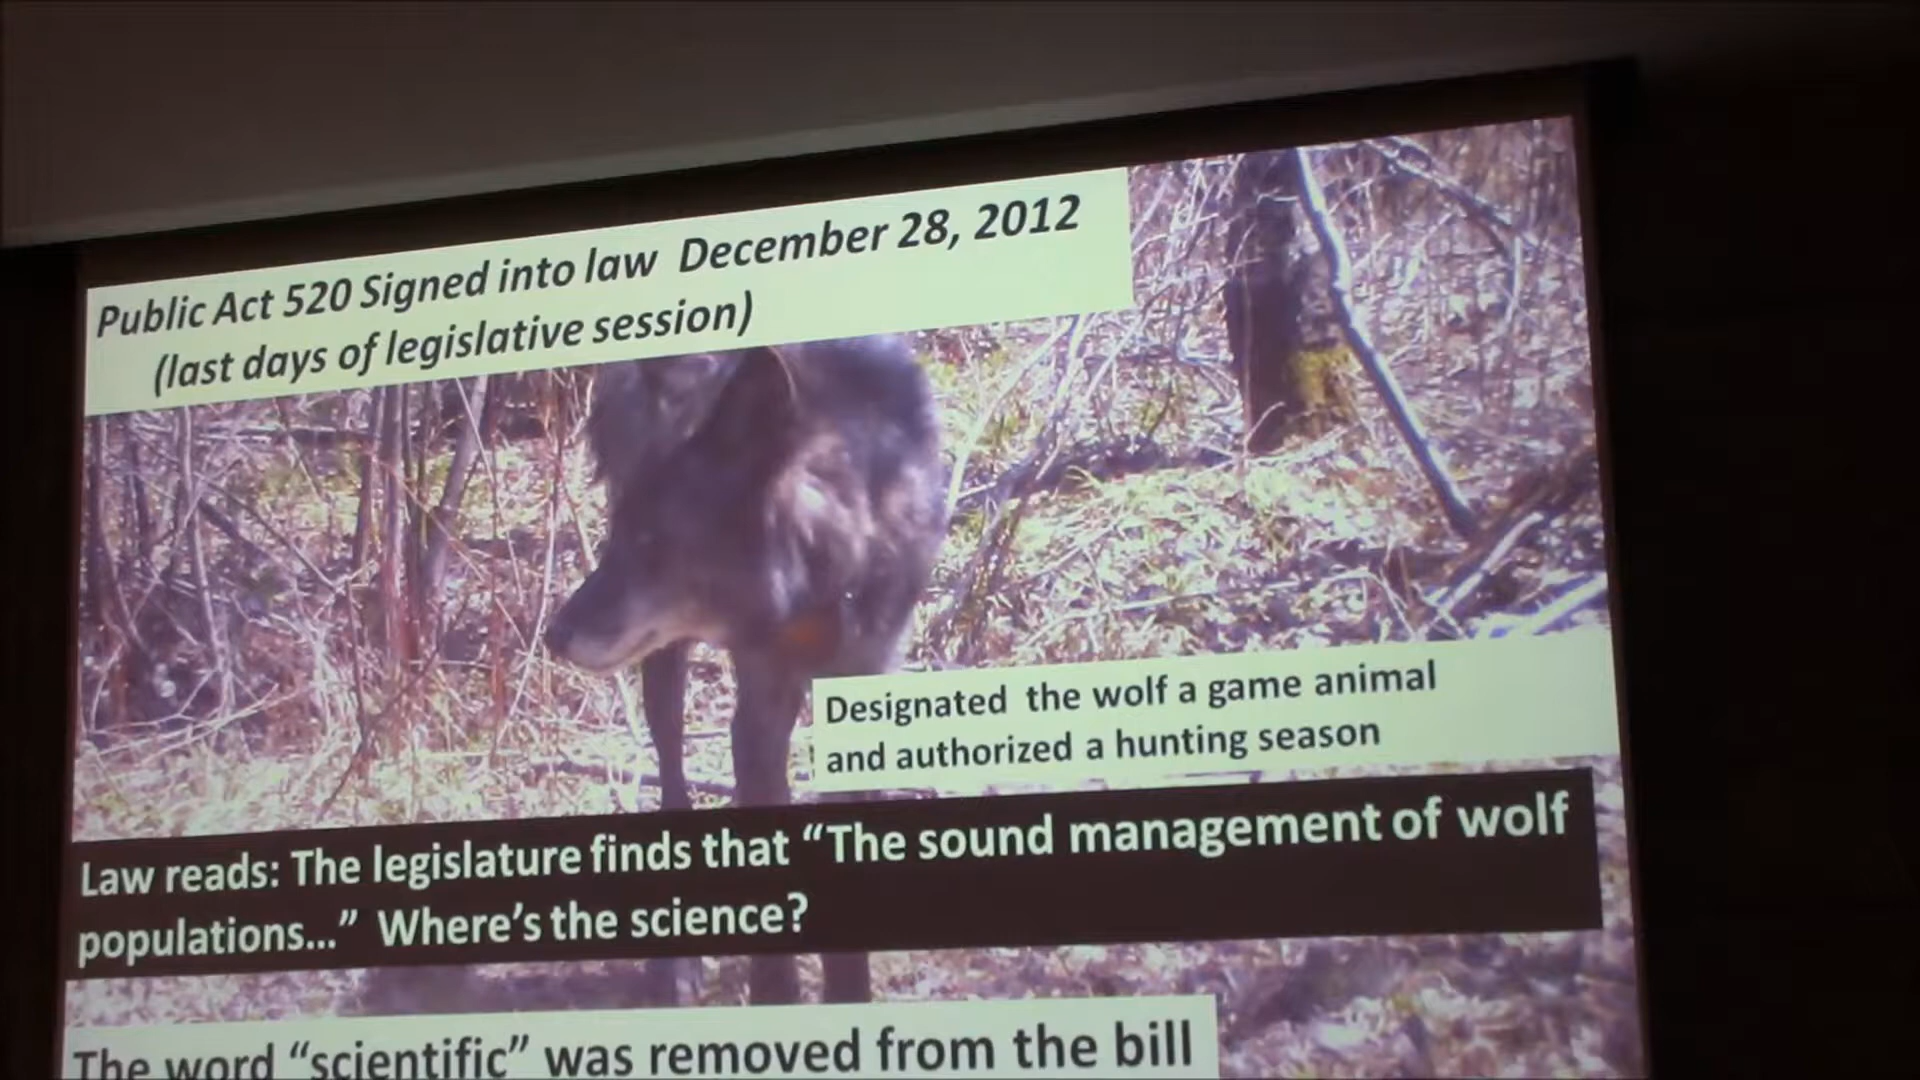 Public Act 520 Signed into law December 28, 2012
(last days of legislative session)
Designated the wolf a game animal
and authorized a hunting season
Law reads: The legislature finds that “The sound management of wolf
populations...” Where’s the science?
The word “scientific” was removed from the bill